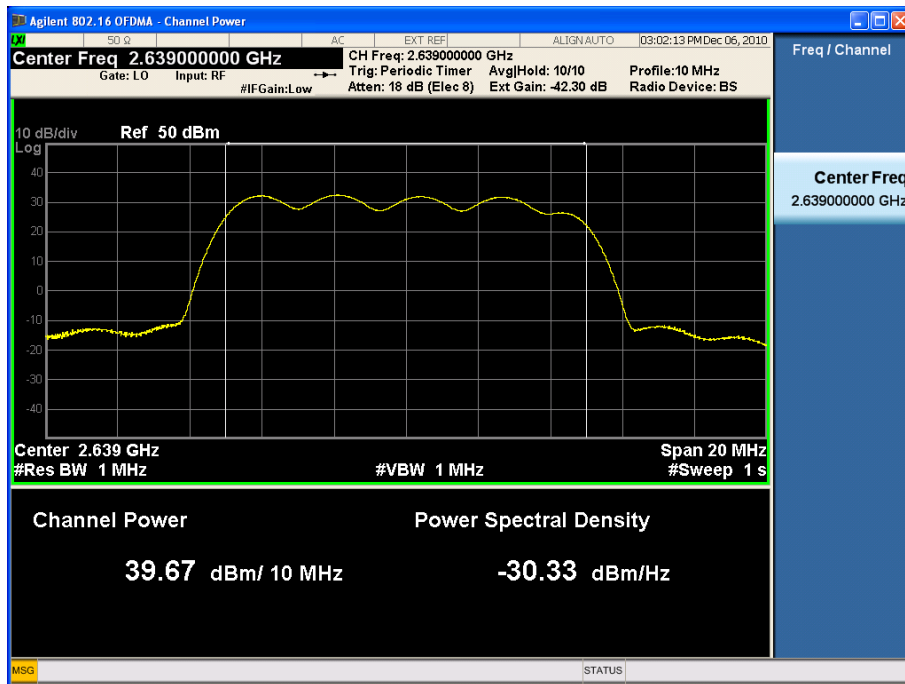 Agilent 802.16 OFDMA - Channel Power
LXI 50 Ω AC EXT REF ALIGN AUTO 03:02:13 PM Dec 06, 2010
Center Freq 2.639000000 GHz
Gate: LO Input: RF
#IFGain:Low
CH Freq: 2.639000000 GHz
Trig: Periodic Timer Avg|Hold: 10/10 Profile:10 MHz
Atten: 18 dB (Elec 8) Ext Gain: -42.30 dB Radio Device: BS
Freq / Channel
Center Freq
2.639000000 GHz
10 dB/div Ref 50 dBm
Log
40
30
20
10
0
-10
-20
-30
-40
Center 2.639 GHz Span 20 MHz
#Res BW 1 MHz #VBW 1 MHz #Sweep 1 s
Channel Power Power Spectral Density
39.67 dBm/ 10 MHz -30.33 dBm/Hz
MSG STATUS